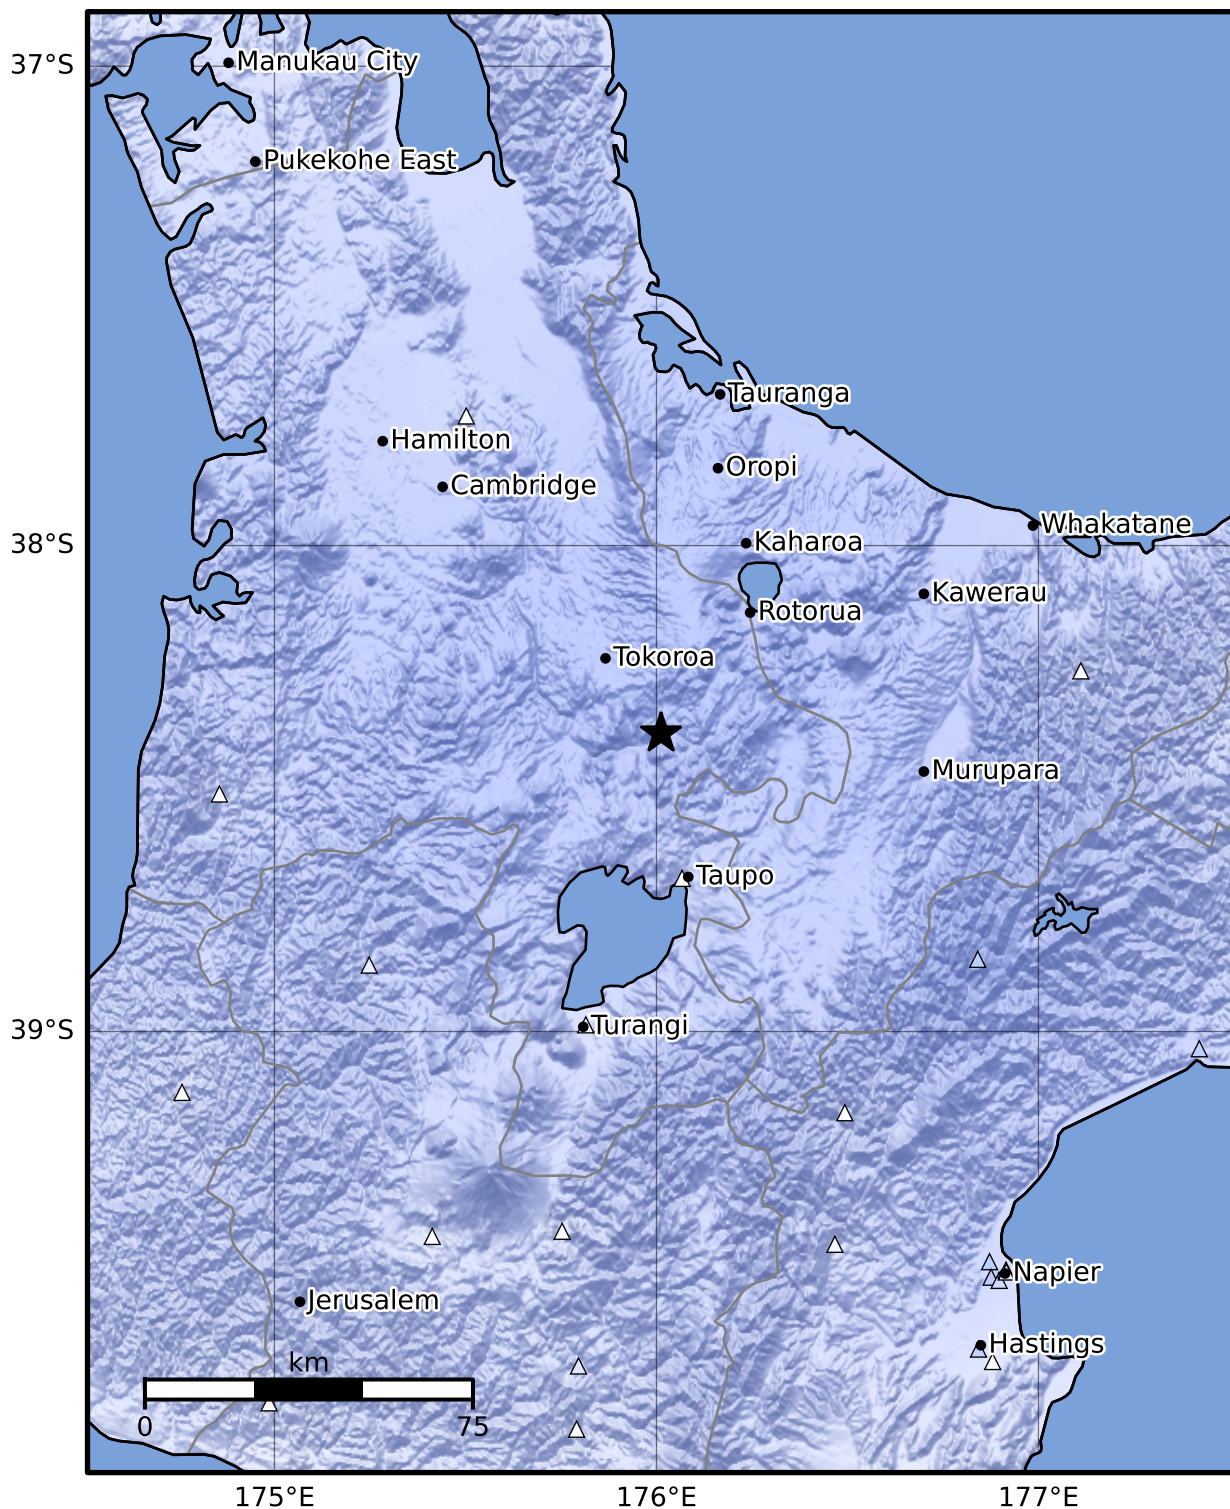 37°S
Manukau City
Pukekohe East
Tauranga
Hamilton
Oropi
Cambridge
Whakatane
38°S
Kaharoa
Kawerau
Rotorua
Tokoroa
Murupara
Taupo
Turangi
39°S
Napier
Jerusalem
Hastings
km
0
75
175°E
176°E
177°E